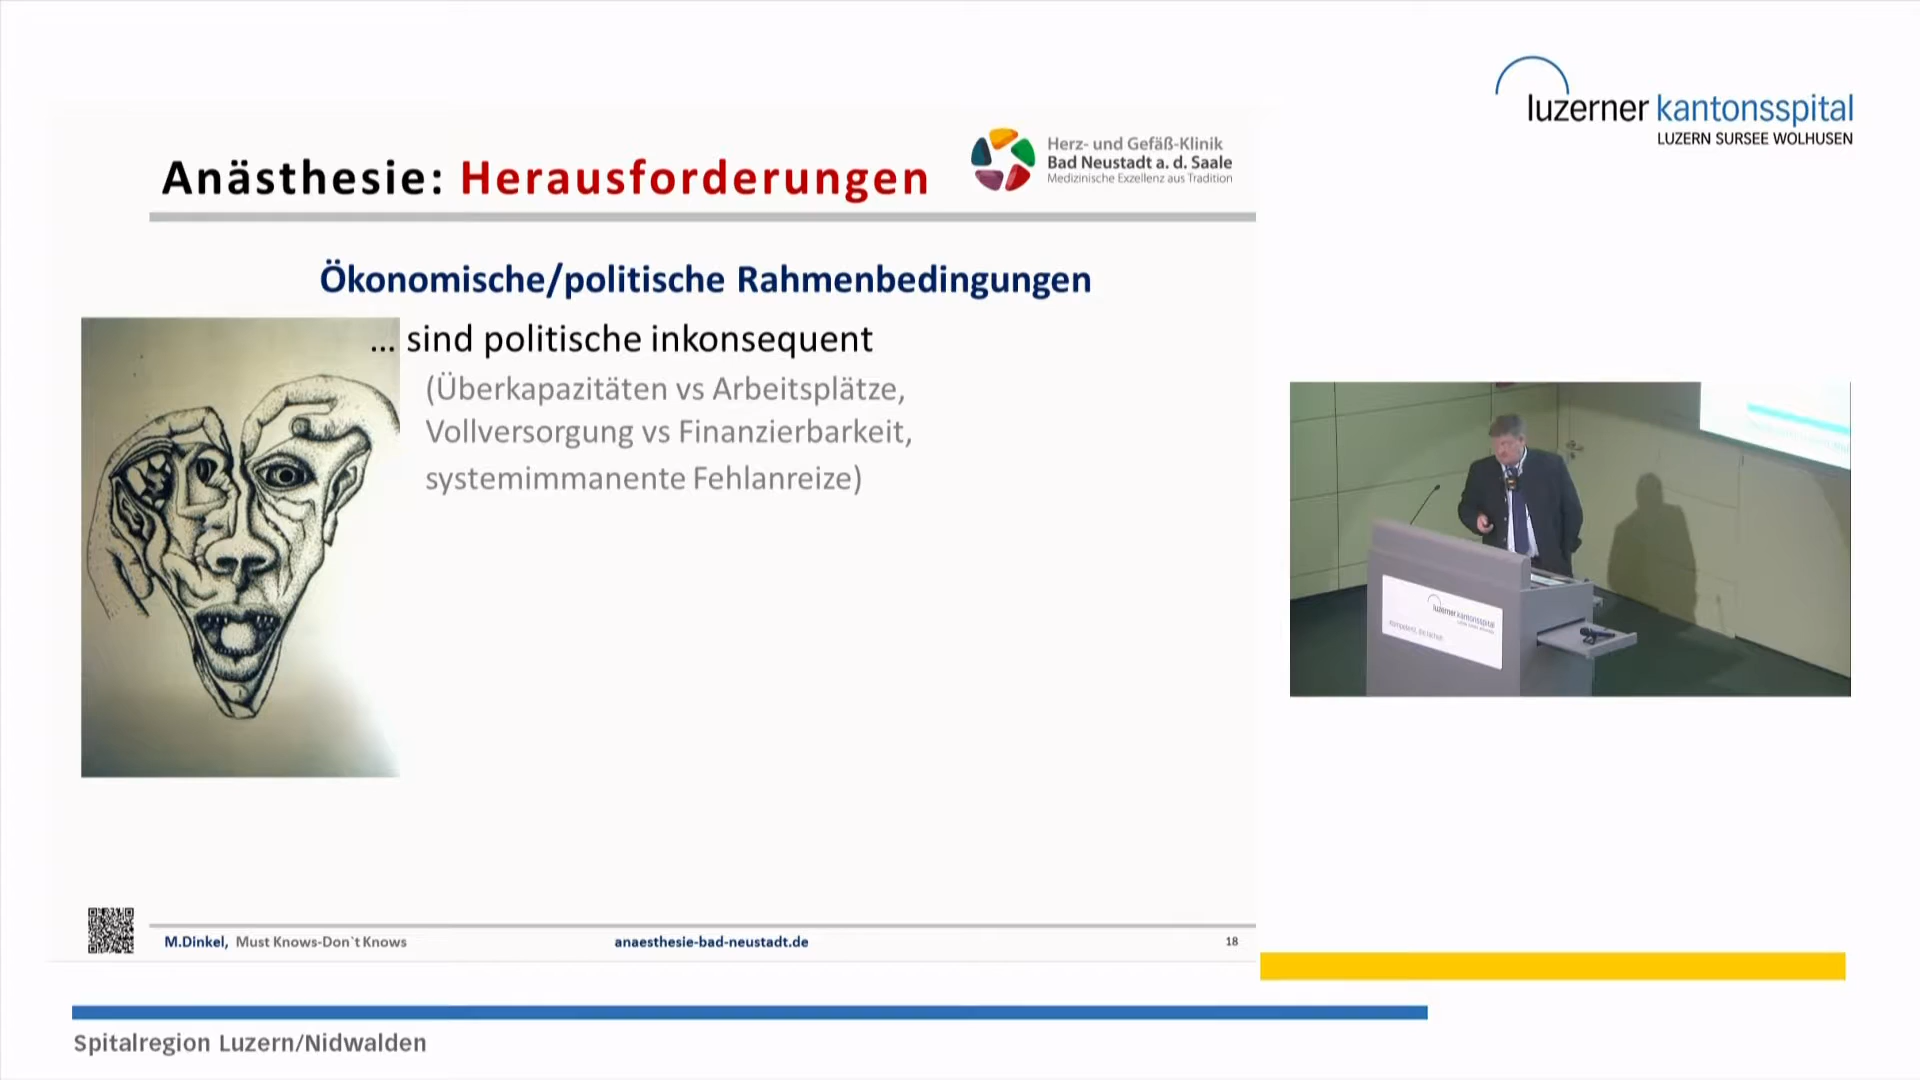 luzerner kantonsspital
LUZERN SURSEE WOLHUSEN
Anästhesie: Herausforderungen
Herz- und Gefäß-Klinik
Bad Neustadt a. d. Saale
Medizinische Exzellenz aus Tradition
Ökonomische/politische Rahmenbedingungen
... sind politische inkonsequent
(Überkapazitäten vs Arbeitsplätze,
Vollversorgung vs Finanzierbarkeit,
systemimmanente Fehlanreize)
luzerner kantonsspital
M.Dinkel, Must Knows-Don`t Knows
anaesthesie-bad-neustadt.de
18
Spitalregion Luzern/Nidwalden